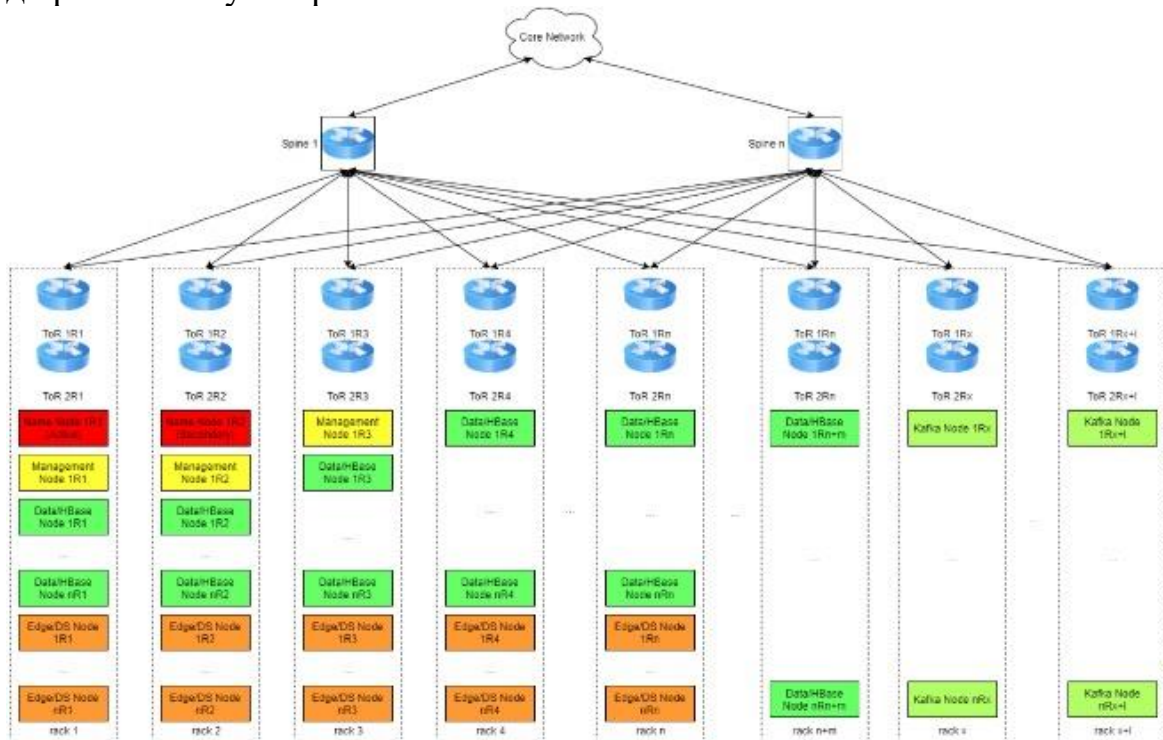 Core Network
Spine 1
Spine n
ToR 1R1
ToR 1R2
ToR 1R3
ToR 1R4
ToR 1Rn
ToR 1Rn
ToR 1Rx
ToR 1Rx+l
ToR 2R1
ToR 2R2
ToR 2R3
ToR 2R4
ToR 2Rn
ToR 2Rn
ToR 2Rx
ToR 2Rx+l
Name Node 1R1
(Active)
Name Node 1R2
(Secondary)
Management
Node 1R3
Data/HBase
Node 1R4
Data/HBase
Node 1Rn
Data/HBase
Node 1Rn+m
Kafka Node 1Rx
Kafka Node
1Rx+l
Management
Node 1R1
Management
Node 1R2
Data/HBase
Node 1R3
Data/HBase
Node 1R1
Data/HBase
Node 1R2
Data/HBase
Node nR1
Data/HBase
Node nR2
Data/HBase
Node nR3
Data/HBase
Node nR4
Data/HBase
Node nRn
Edge/DS Node
1R1
Edge/DS Node
1R2
Edge/DS Node
1R3
Edge/DS Node
1R4
Edge/DS Node
1Rn
Edge/DS Node
nR1
Edge/DS Node
nR2
Edge/DS Node
nR3
Edge/DS Node
nR4
Edge/DS Node
nRn
Data/HBase
Node nRn+m
Kafka Node nRx
Kafka Node
nRx+l
rack 1
rack 2
rack 3
rack 4
rack n
rack n+m
rack x
rack x+l